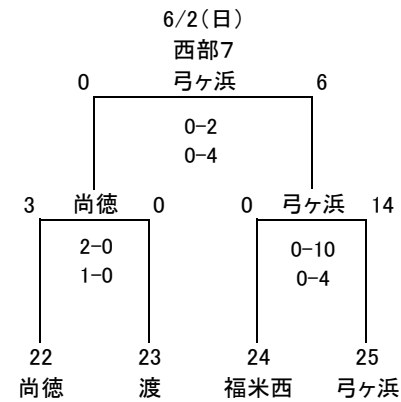 6/2(日)
西部7
0 弓ヶ浜 6
0-2
0-4
3 尚徳 0 0 弓ヶ浜 14
2-0 0-10
1-0 0-4
22 23 24 25
尚徳 渡 福米西 弓ヶ浜